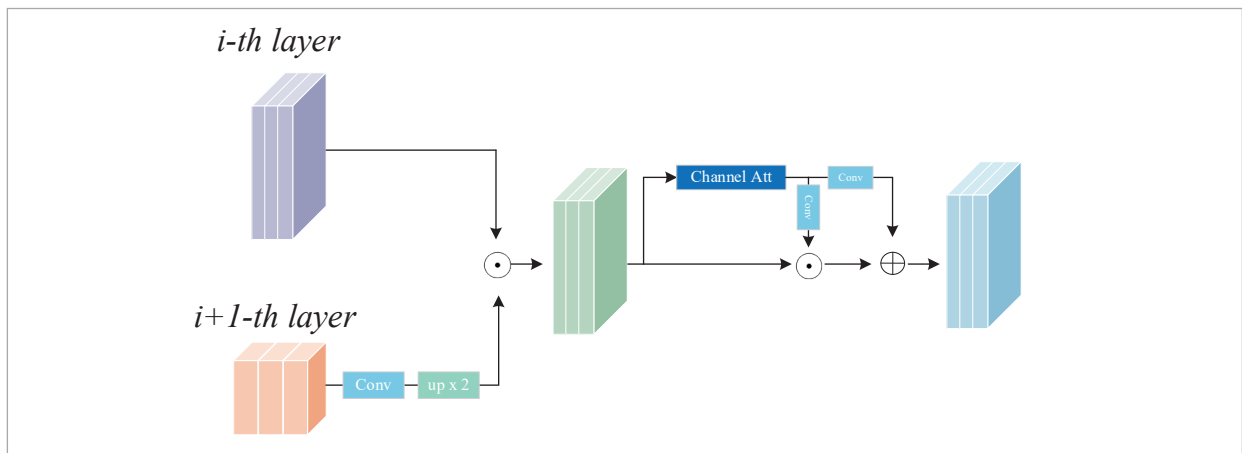 i-th layer
Channel Att
Conv
Conv
i+1-th layer
Conv
up x 2